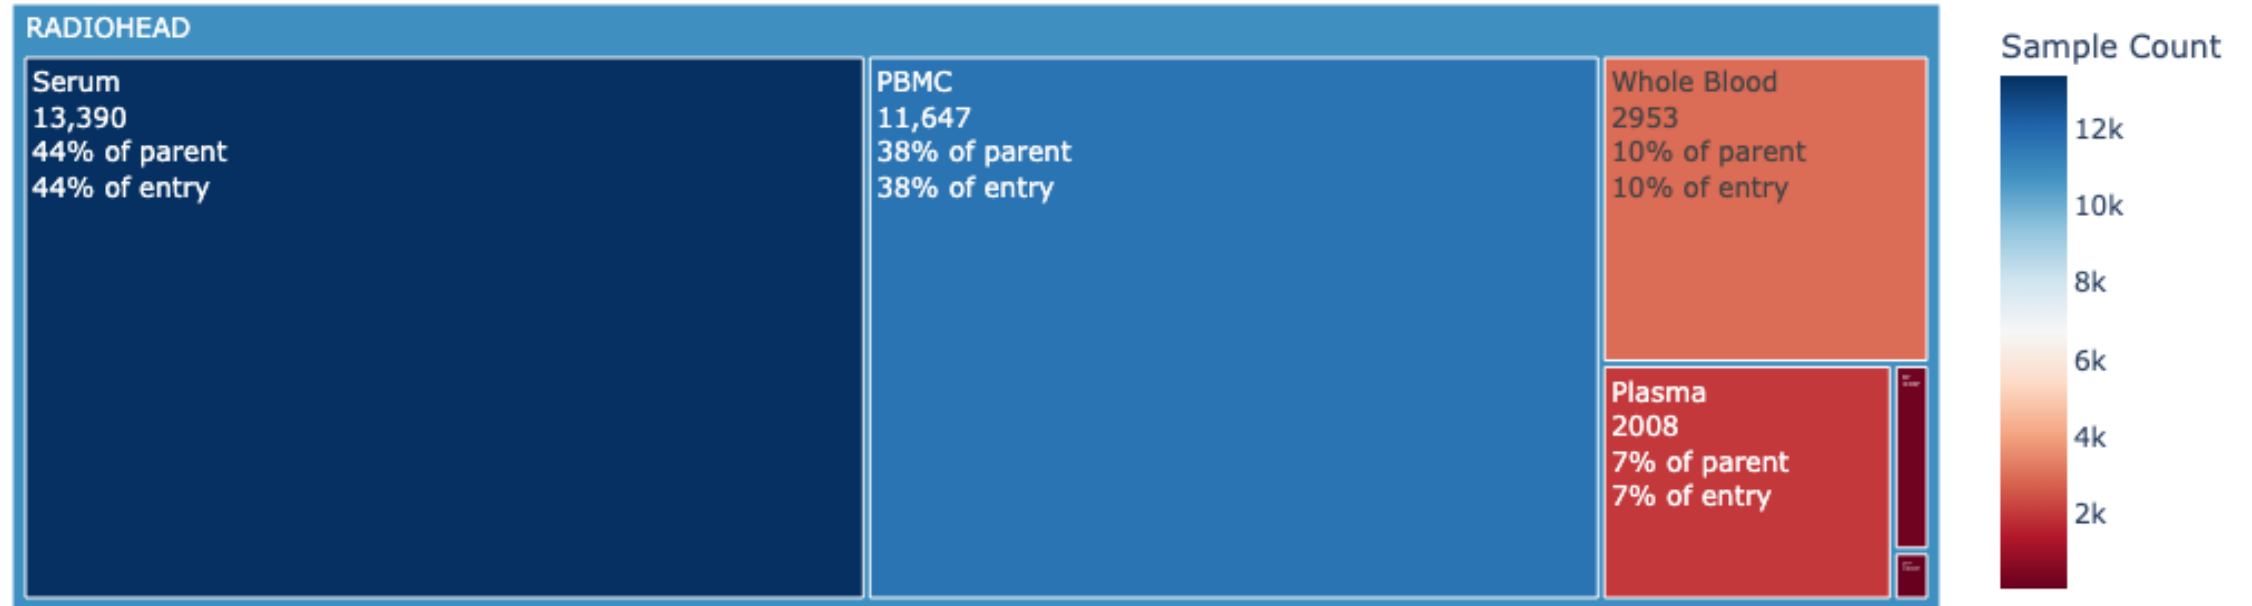 RADIOHEAD
Serum
13,390
44% of parent
44% of entry
PBMC
11,647
38% of parent
38% of entry
Whole Blood
2953
10% of parent
10% of entry
Plasma
2008
7% of parent
7% of entry
Sample Count
12k
10k
8k
6k
4k
2k